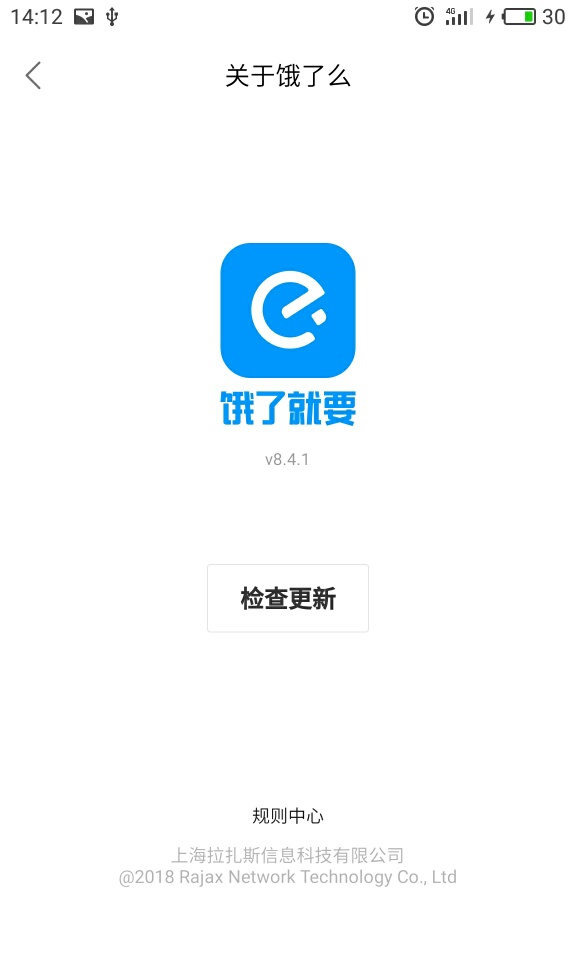 14:12 4G 30
关于饿了么
饿了就要
v8.4.1
检查更新
规则中心
上海拉扎斯信息科技有限公司
@2018 Rajax Network Technology Co., Ltd